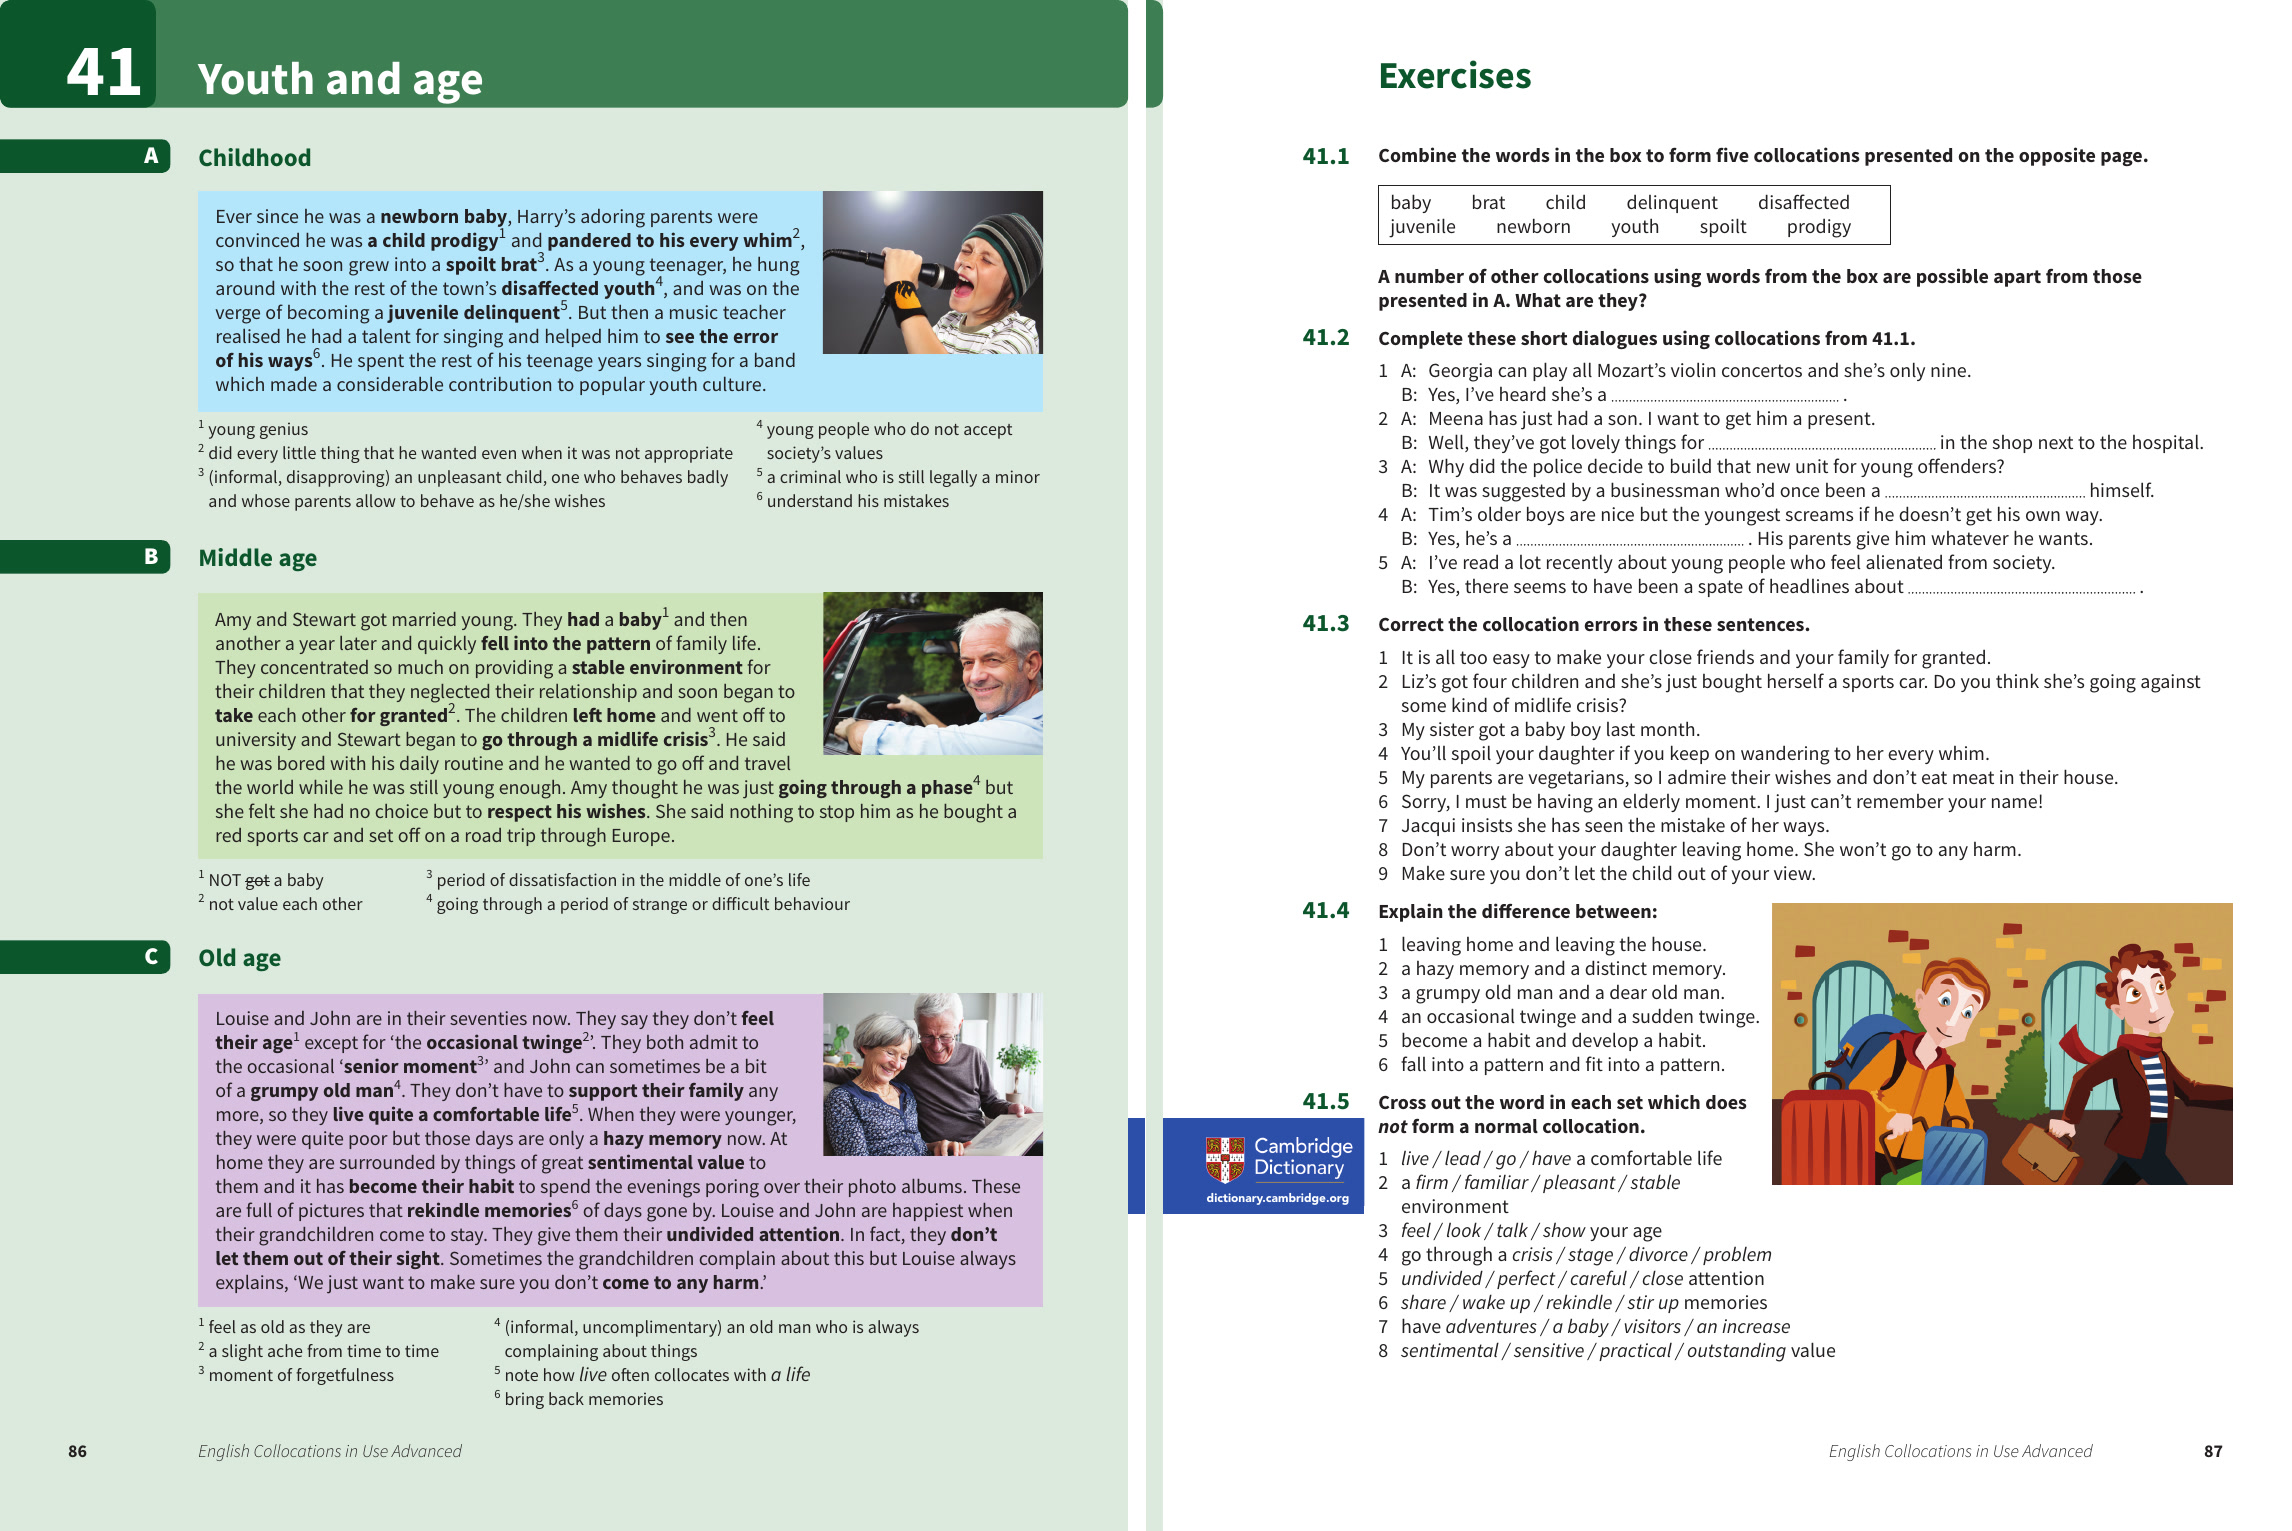 41
Youth and age
A
Childhood
Ever since he was a newborn baby, Harry’s adoring parents were
convinced he was a child prodigy1 and pandered to his every whim2,
so that he soon grew into a spoilt brat3. As a young teenager, he hung
around with the rest of the town’s disaffected youth4, and was on the
verge of becoming a juvenile delinquent5. But then a music teacher
realised he had a talent for singing and helped him to see the error
of his ways6. He spent the rest of his teenage years singing for a band
which made a considerable contribution to popular youth culture.
1 young genius
2 did every little thing that he wanted even when it was not appropriate
3 (informal, disapproving) an unpleasant child, one who behaves badly
and whose parents allow to behave as he/she wishes
4 young people who do not accept
society’s values
5 a criminal who is still legally a minor
6 understand his mistakes
B
Middle age
Amy and Stewart got married young. They had a baby1 and then
another a year later and quickly fell into the pattern of family life.
They concentrated so much on providing a stable environment for
their children that they neglected their relationship and soon began to
take each other for granted2. The children left home and went off to
university and Stewart began to go through a midlife crisis3. He said
he was bored with his daily routine and he wanted to go off and travel
the world while he was still young enough. Amy thought he was just going through a phase4 but
she felt she had no choice but to respect his wishes. She said nothing to stop him as he bought a
red sports car and set off on a road trip through Europe.
1 NOT got a baby
2 not value each other
3 period of dissatisfaction in the middle of one’s life
4 going through a period of strange or difficult behaviour
C
Old age
Louise and John are in their seventies now. They say they don’t feel
their age1 except for ‘the occasional twinge2’. They both admit to
the occasional ‘senior moment3’ and John can sometimes be a bit
of a grumpy old man4. They don’t have to support their family any
more, so they live quite a comfortable life5. When they were younger,
they were quite poor but those days are only a hazy memory now. At
home they are surrounded by things of great sentimental value to
them and it has become their habit to spend the evenings poring over their photo albums. These
are full of pictures that rekindle memories6 of days gone by. Louise and John are happiest when
their grandchildren come to stay. They give them their undivided attention. In fact, they don’t
let them out of their sight. Sometimes the grandchildren complain about this but Louise always
explains, ‘We just want to make sure you don’t come to any harm.’
1 feel as old as they are
2 a slight ache from time to time
3 moment of forgetfulness
4 (informal, uncomplimentary) an old man who is always
complaining about things
5 note how live often collocates with a life
6 bring back memories
86
English Collocations in Use Advanced
Exercises
41.1 Combine the words in the box to form five collocations presented on the opposite page.
baby brat child delinquent disaffected
juvenile newborn youth spoilt prodigy
A number of other collocations using words from the box are possible apart from those
presented in A. What are they?
41.2 Complete these short dialogues using collocations from 41.1.
1 A: Georgia can play all Mozart’s violin concertos and she’s only nine.
B: Yes, I’ve heard she’s a .......... .
2 A: Meena has just had a son. I want to get him a present.
B: Well, they’ve got lovely things for .......... in the shop next to the hospital.
3 A: Why did the police decide to build that new unit for young offenders?
B: It was suggested by a businessman who’d once been a .......... himself.
4 A: Tim’s older boys are nice but the youngest screams if he doesn’t get his own way.
B: Yes, he’s a .......... . His parents give him whatever he wants.
5 A: I’ve read a lot recently about young people who feel alienated from society.
B: Yes, there seems to have been a spate of headlines about .......... .
41.3 Correct the collocation errors in these sentences.
1 It is all too easy to make your close friends and your family for granted.
2 Liz’s got four children and she’s just bought herself a sports car. Do you think she’s going against
some kind of midlife crisis?
3 My sister got a baby boy last month.
4 You’ll spoil your daughter if you keep on wandering to her every whim.
5 My parents are vegetarians, so I admire their wishes and don’t eat meat in their house.
6 Sorry, I must be having an elderly moment. I just can’t remember your name!
7 Jacqui insists she has seen the mistake of her ways.
8 Don’t worry about your daughter leaving home. She won’t go to any harm.
9 Make sure you don’t let the child out of your view.
41.4 Explain the difference between:
1 leaving home and leaving the house.
2 a hazy memory and a distinct memory.
3 a grumpy old man and a dear old man.
4 an occasional twinge and a sudden twinge.
5 become a habit and develop a habit.
6 fall into a pattern and fit into a pattern.
41.5 Cross out the word in each set which does
not form a normal collocation.
1 live / lead / go / have a comfortable life
2 a firm / familiar / pleasant / stable
environment
3 feel / look / talk / show your age
4 go through a crisis / stage / divorce / problem
5 undivided / perfect / careful / close attention
6 share / wake up / rekindle / stir up memories
7 have adventures / a baby / visitors / an increase
8 sentimental / sensitive / practical / outstanding value
Cambridge
Dictionary
dictionary.cambridge.org
English Collocations in Use Advanced
87